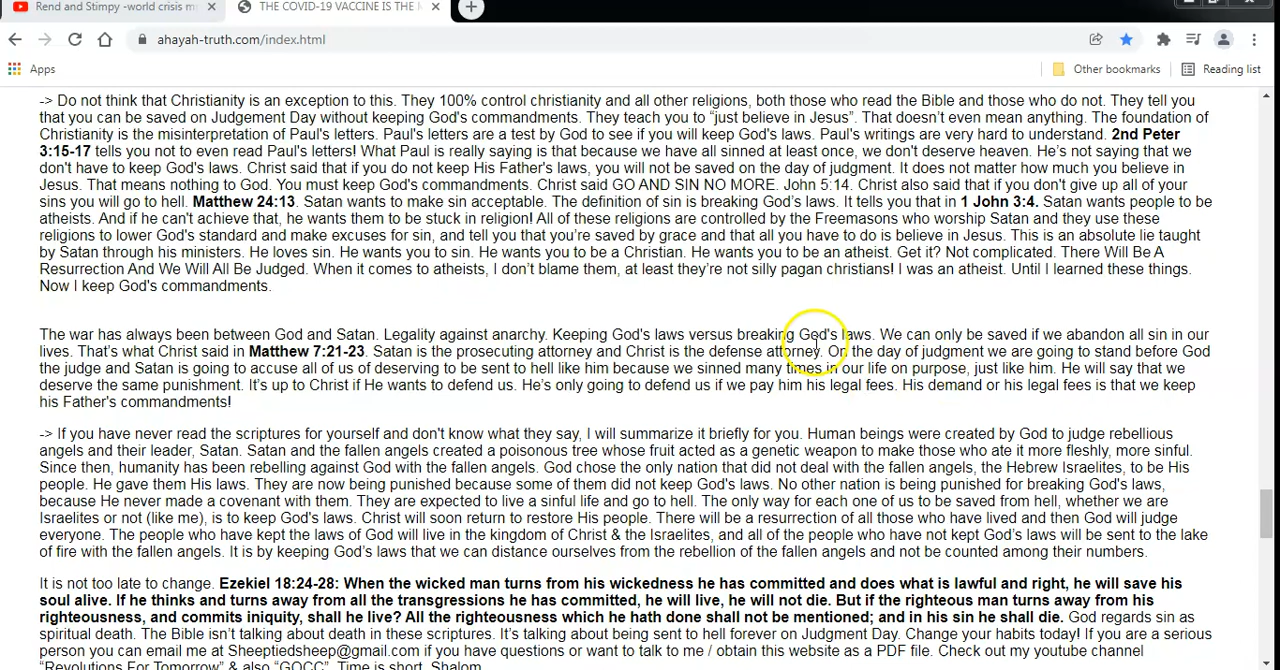 Rend and Stimpy -world crisis m
THE COVID-19 VACCINE IS THE M
ahayah-truth.com/index.html
Apps
Other bookmarks
Reading list
-> Do not think that Christianity is an exception to this. They 100% control christianity and all other religions, both those who read the Bible and those who do not. They tell you
that you can be saved on Judgement Day without keeping God's commandments. They teach you to “just believe in Jesus”. That doesn’t even mean anything. The foundation of
Christianity is the misinterpretation of Paul's letters. Paul's letters are a test by God to see if you will keep God's laws. Paul's writings are very hard to understand. 2nd Peter
3:15-17 tells you not to even read Paul's letters! What Paul is really saying is that because we have all sinned at least once, we don't deserve heaven. He’s not saying that we
don't have to keep God's laws. Christ said that if you do not keep His Father's laws, you will not be saved on the day of judgment. It does not matter how much you believe in
Jesus. That means nothing to God. You must keep God's commandments. Christ said GO AND SIN NO MORE. John 5:14. Christ also said that if you don't give up all of your
sins you will go to hell. Matthew 24:13. Satan wants to make sin acceptable. The definition of sin is breaking God’s laws. It tells you that in 1 John 3:4. Satan wants people to be
atheists. And if he can't achieve that, he wants them to be stuck in religion! All of these religions are controlled by the Freemasons who worship Satan and they use these
religions to lower God's standard and make excuses for sin, and tell you that you’re saved by grace and that all you have to do is believe in Jesus. This is an absolute lie taught
by Satan through his ministers. He loves sin. He wants you to sin. He wants you to be a Christian. He wants you to be an atheist. Get it? Not complicated. There Will Be A
Resurrection And We Will All Be Judged. When it comes to atheists, I don’t blame them, at least they’re not silly pagan christians! I was an atheist. Until I learned these things.
Now I keep God's commandments.
The war has always been between God and Satan. Legality against anarchy. Keeping God's laws versus breaking God's laws. We can only be saved if we abandon all sin in our
lives. That’s what Christ said in Matthew 7:21-23. Satan is the prosecuting attorney and Christ is the defense attorney. On the day of judgment we are going to stand before God
the judge and Satan is going to accuse all of us of deserving to be sent to hell like him because we sinned many times in our life on purpose, just like him. He will say that we
deserve the same punishment. It’s up to Christ if He wants to defend us. He’s only going to defend us if we pay him his legal fees. His demand or his legal fees is that we keep
his Father's commandments!
-> If you have never read the scriptures for yourself and don't know what they say, I will summarize it briefly for you. Human beings were created by God to judge rebellious
angels and their leader, Satan. Satan and the fallen angels created a poisonous tree whose fruit acted as a genetic weapon to make those who ate it more fleshly, more sinful.
Since then, humanity has been rebelling against God with the fallen angels. God chose the only nation that did not deal with the fallen angels, the Hebrew Israelites, to be His
people. He gave them His laws. They are now being punished because some of them did not keep God's laws. No other nation is being punished for breaking God’s laws,
because He never made a covenant with them. They are expected to live a sinful life and go to hell. The only way for each one of us to be saved from hell, whether we are
Israelites or not (like me), is to keep God's laws. Christ will soon return to restore His people. There will be a resurrection of all those who have lived and then God will judge
everyone. The people who have kept the laws of God will live in the kingdom of Christ & the Israelites, and all of the people who have not kept God’s laws will be sent to the lake
of fire with the fallen angels. It is by keeping God’s laws that we can distance ourselves from the rebellion of the fallen angels and not be counted among their numbers.
It is not too late to change. Ezekiel 18:24-28: When the wicked man turns from his wickedness he has committed and does what is lawful and right, he will save his
soul alive. If he thinks and turns away from all the transgressions he has committed, he will live, he will not die. But if the righteous man turns away from his
righteousness, and commits iniquity, shall he live? All the righteousness which he hath done shall not be mentioned; and in his sin he shall die. God regards sin as
spiritual death. The Bible isn’t talking about death in these scriptures. It’s talking about being sent to hell forever on Judgment Day. Change your habits today! If you are a serious
person you can email me at Sheeptiedsheep@gmail.com if you have questions or want to talk to me / obtain this website as a PDF file. Check out my youtube channel
“Revolutions For Tomorrow” & also “GOCC”. Time is short. Shalom.